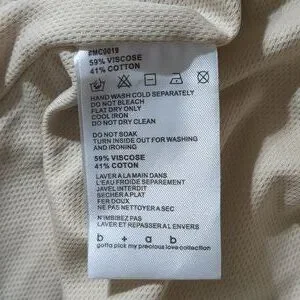 #MC0019
59% VISCOSE
41% COTTON
HAND WASH COLD SEPARATELY
DO NOT BLEACH
FLAT DRY ONLY
COOL IRON
DO NOT DRY CLEAN
DO NOT SOAK
TURN INSIDE OUT FOR WASHING
AND IRONING
59% VISCOSE
41% COTTON
LAVER A LA MAIN DANS
L'EAU FROIDE SEPAREMENT
JAVEL INTERDIT
SECHER A PLAT
FER DOUX
NE PAS NETTOYER A SEC
N'IMBIBEZ PAS
LAVER ET REPASSER A L'ENVERS
b + a b
gotta pick my precious love collection